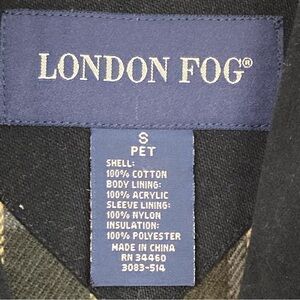 LONDON FOG®
S
PET
SHELL:
100% COTTON
BODY LINING:
100% ACRYLIC
SLEEVE LINING:
100% NYLON
INSULATION:
100% POLYESTER
MADE IN CHINA
RN 34460
3083-514